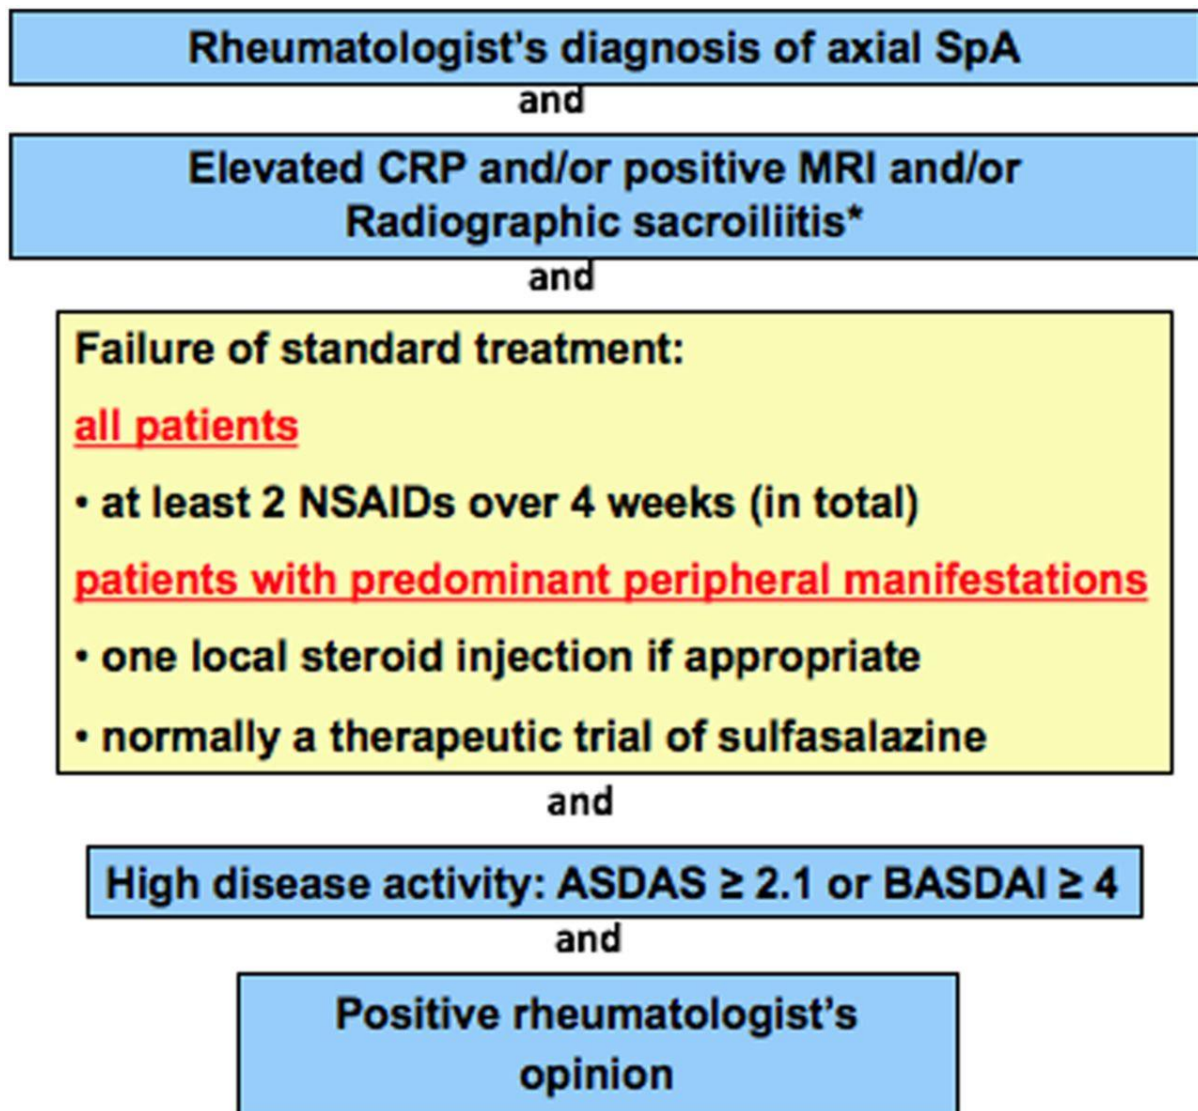 Rheumatologist's diagnosis of axial SpA
and
Elevated CRP and/or positive MRI and/or
Radiographic sacroiliitis*
and
Failure of standard treatment:
all patients
• at least 2 NSAIDs over 4 weeks (in total)
patients with predominant peripheral manifestations
• one local steroid injection if appropriate
• normally a therapeutic trial of sulfasalazine
and
High disease activity: ASDAS ≥ 2.1 or BASDAI ≥ 4
and
Positive rheumatologist's
opinion